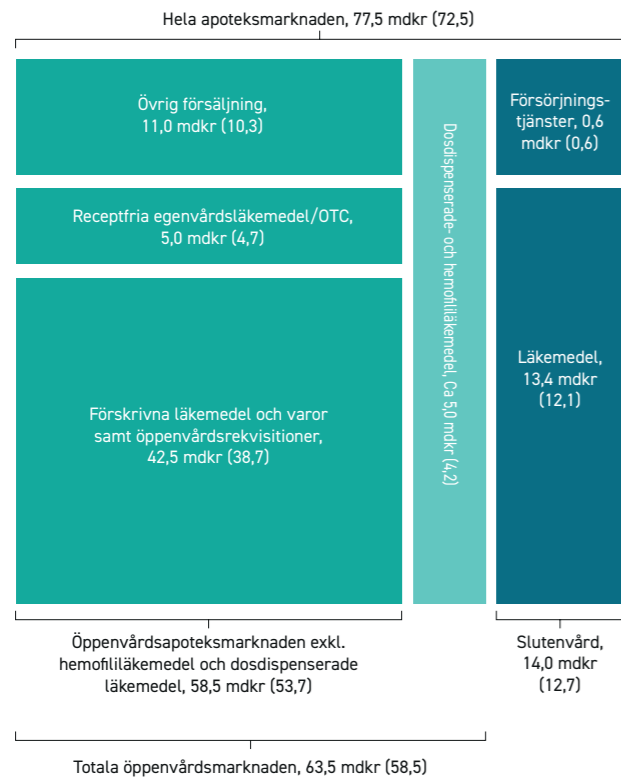 Hela apoteksmarknaden, 77,5 mdkr (72,5)
Övrig försäljning,
11,0 mdkr (10,3)
Receptfria egenvårdsläkemedel/OTC,
5,0 mdkr (4,7)
Förskrivna läkemedel och varor
samt öppenvårdsrekvisitioner,
42,5 mdkr (38,7)
Dosdispenserade- och hemofililäkemedel, Ca 5,0 mdkr (4,2)
Försörjnings-
tjänster, 0,6
mdkr (0,6)
Läkemedel,
13,4 mdkr
(12,1)
Öppenvårdsapoteksmarknaden exkl.
hemofililäkemedel och dosdispenserade
läkemedel, 58,5 mdkr (53,7)
Slutenvård,
14,0 mdkr
(12,7)
Totala öppenvårdsmarknaden, 63,5 mdkr (58,5)